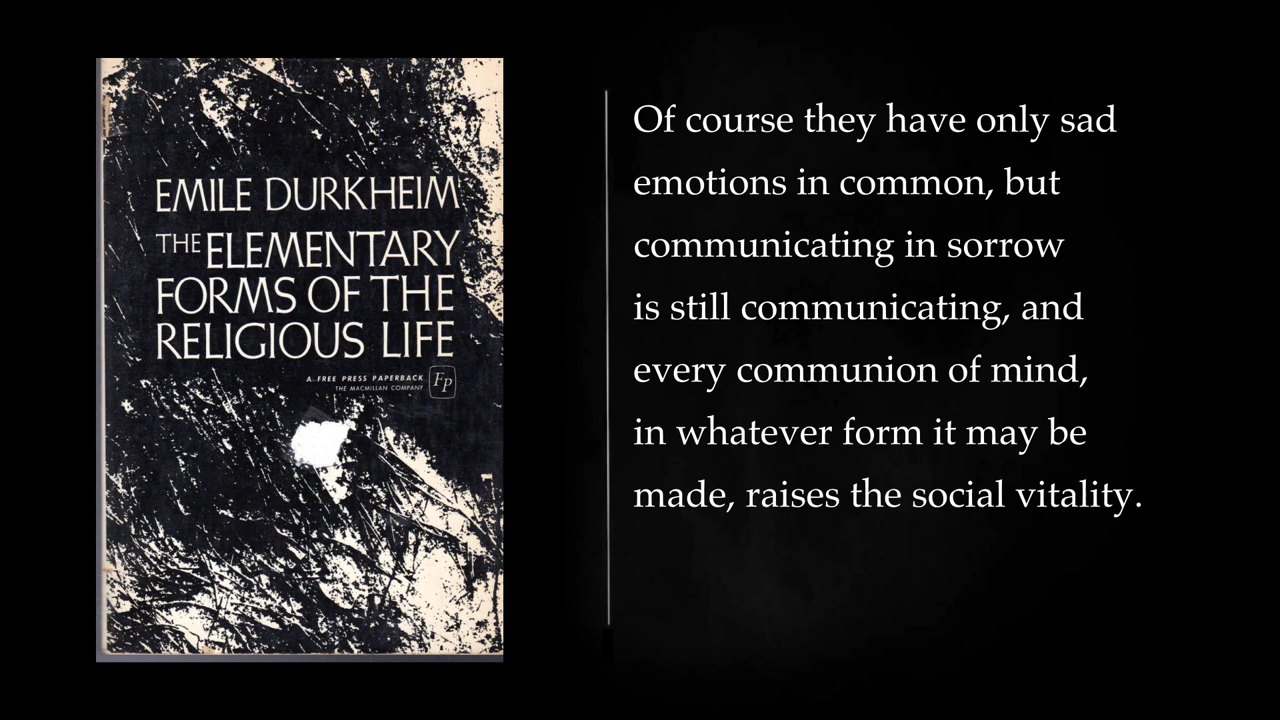 EMILE DURKHEIM
THE ELEMENTARY
FORMS OF THE
RELIGIOUS LIFE
A FREE PRESS PAPERBACK
THE MACMILLAN COMPANY
FP
Of course they have only sad
emotions in common, but
communicating in sorrow
is still communicating, and
every communion of mind,
in whatever form it may be
made, raises the social vitality.